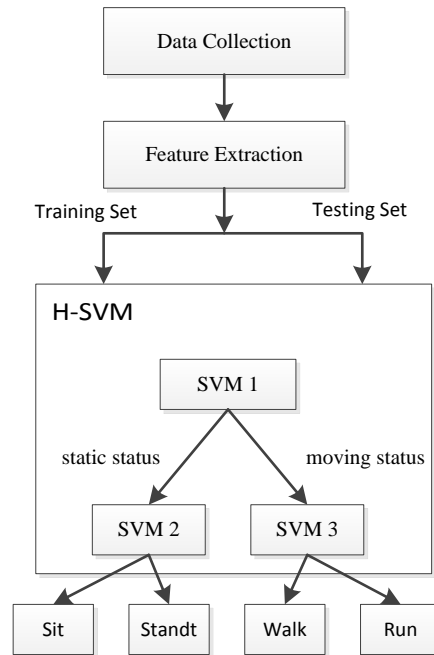 Data Collection
Feature Extraction
Training Set
Testing Set
H-SVM
SVM 1
static status
moving status
SVM 2
SVM 3
Sit
Standt
Walk
Run